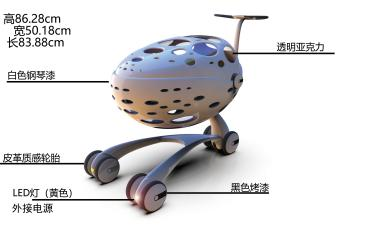 高86.28cm
宽50.18cm
长83.88cm
透明亚克力
白色钢琴漆
皮革质感轮胎
LED灯（黄色）
外接电源
黑色烤漆